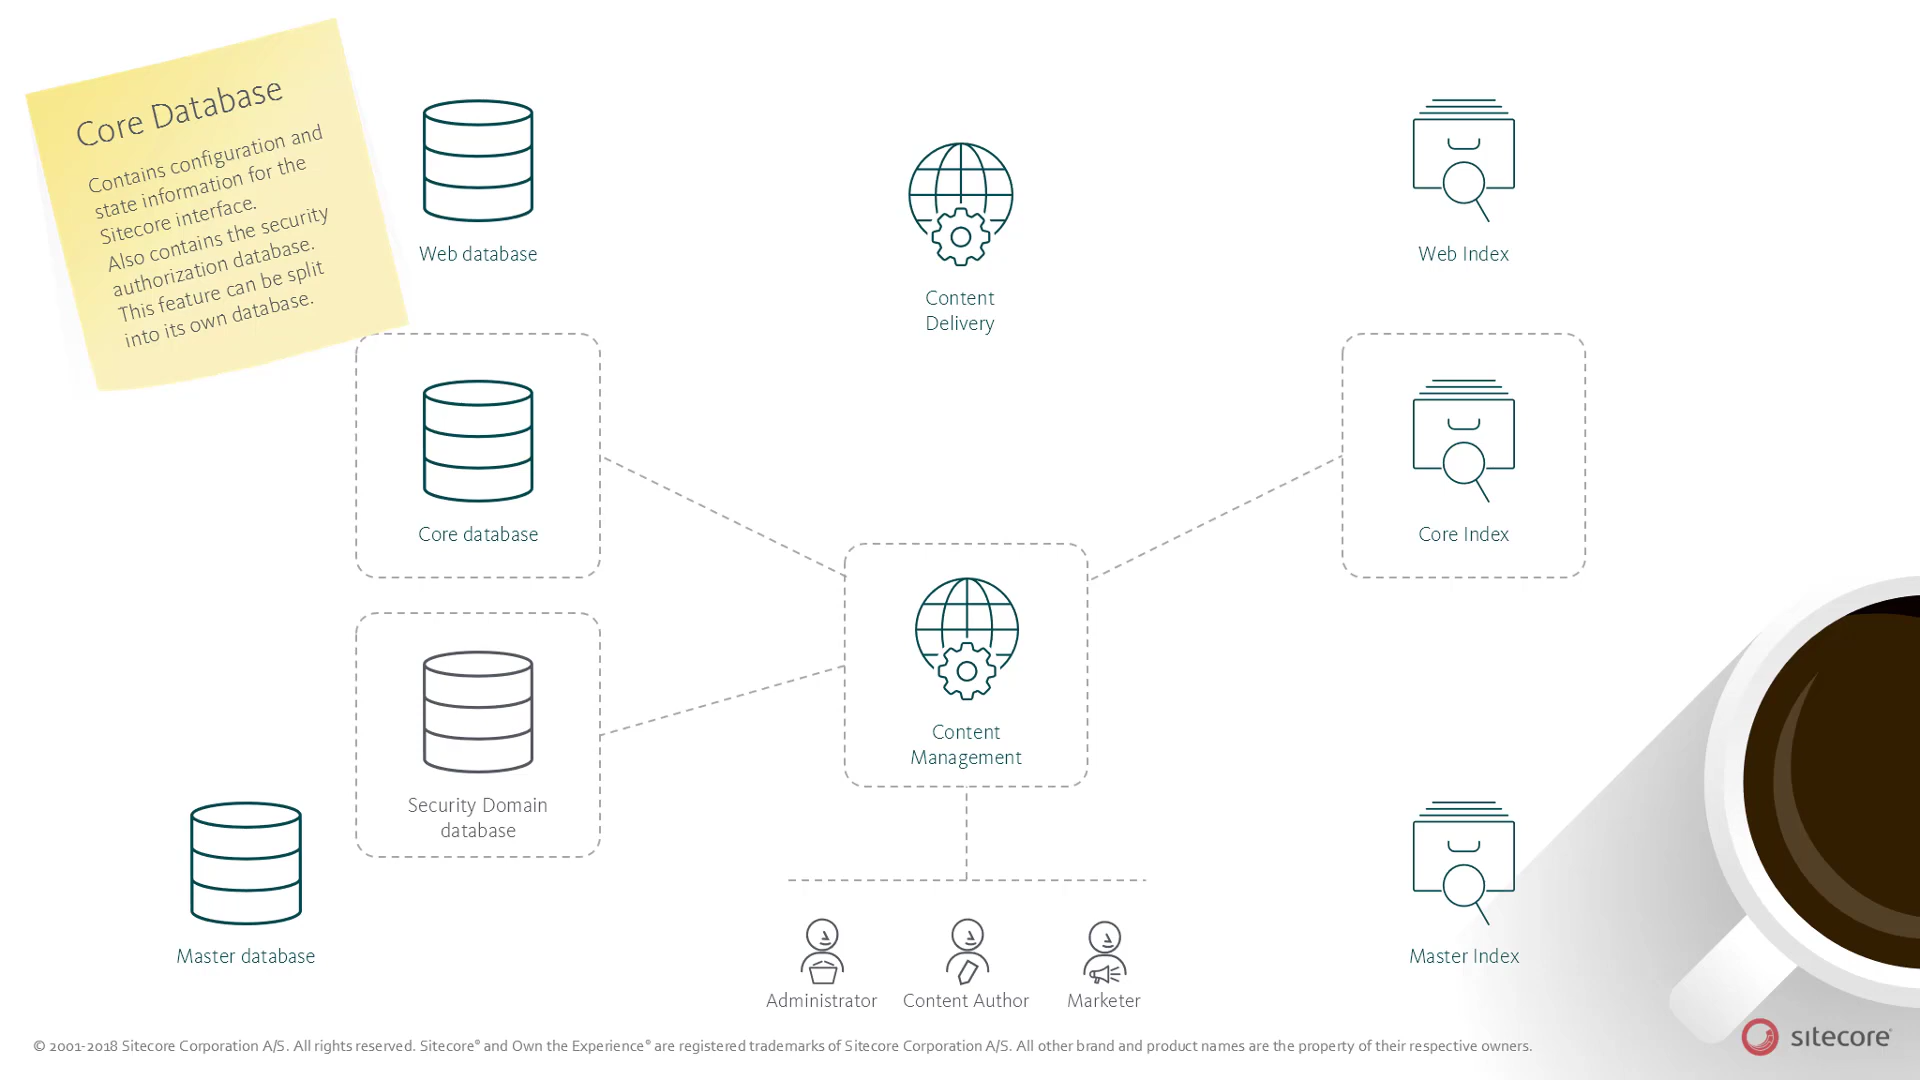 Core Database
Contains configuration and
state information for the
Sitecore interface.
Also contains the security
authorization database.
This feature can be split
into its own database.
Web database
Content
Delivery
Web Index
Core database
Core Index
Content
Management
Security Domain
database
Master database
Master Index
Administrator
Content Author
Marketer
© 2001-2018 Sitecore Corporation A/S. All rights reserved. Sitecore® and Own the Experience® are registered trademarks of Sitecore Corporation A/S. All other brand and product names are the property of their respective owners.
sitecore